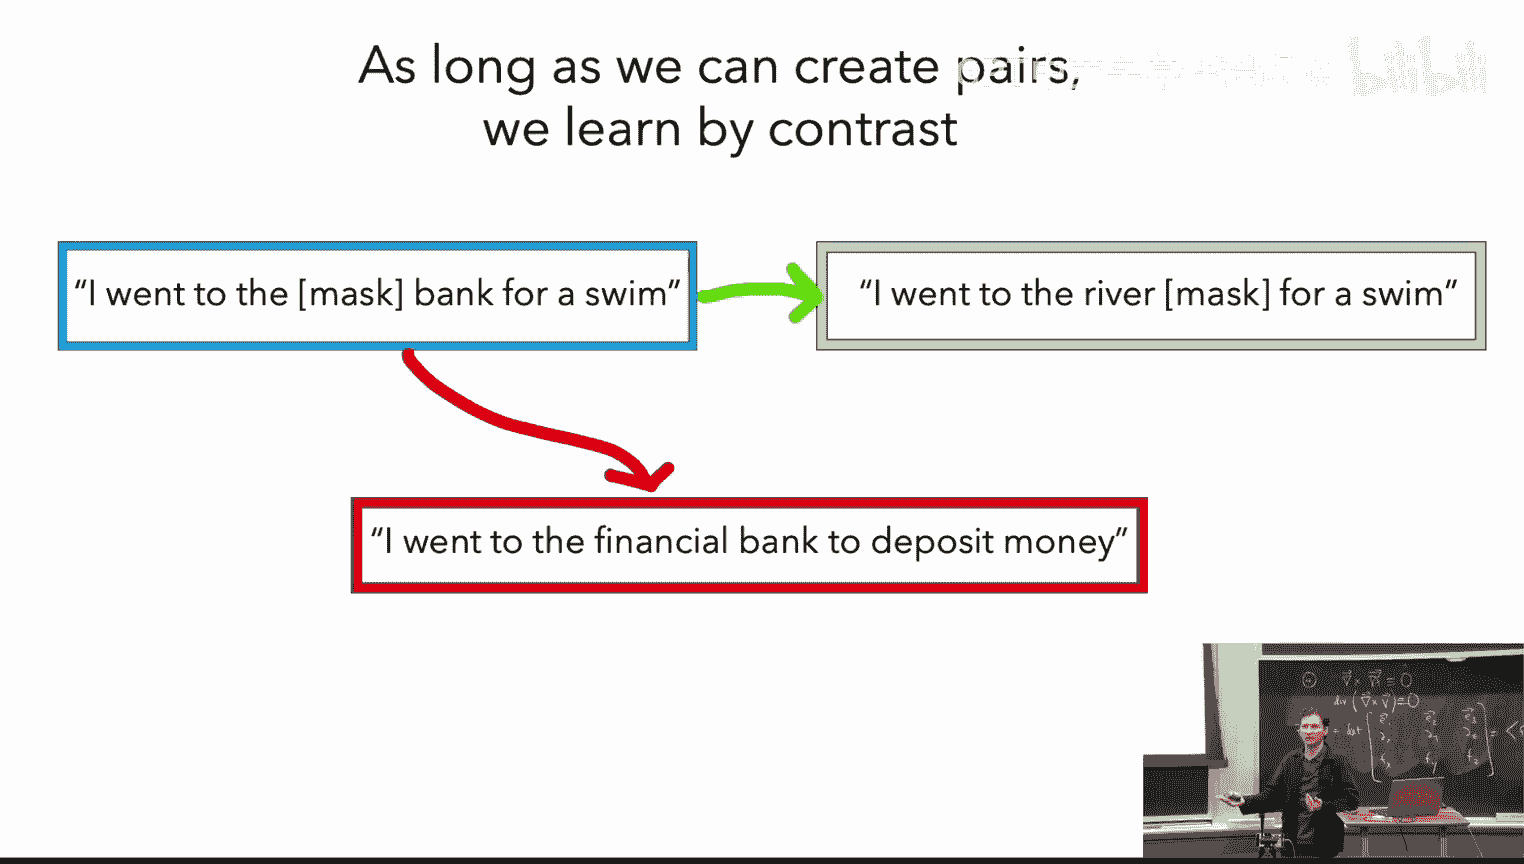 As long as we can create pairs,
we learn by contrast
“I went to the [mask] bank for a swim”
“I went to the river [mask] for a swim”
“I went to the financial bank to deposit money”
bilibili